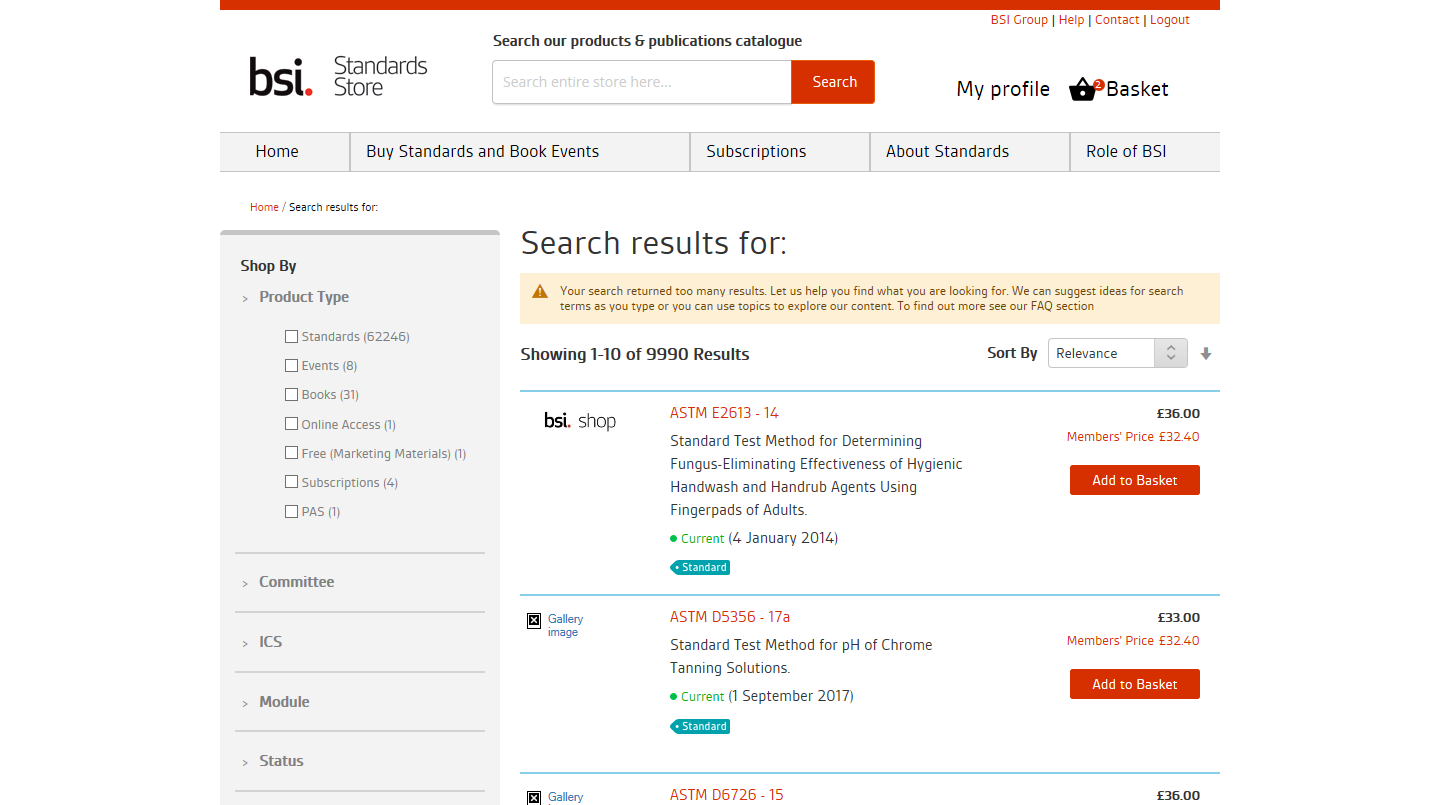 BSI Group | Help | Contact | Logout
Search our products & publications catalogue
bsi.
Standards
Store
Search entire store here...
Search
My profile
2
Basket
Home
Buy Standards and Book Events
Subscriptions
About Standards
Role of BSI
Home / Search results for:
Shop By
> Product Type
Standards (62246)
Events (8)
Books (31)
Online Access (1)
Free (Marketing Materials) (1)
Subscriptions (4)
PAS (1)
> Committee
> ICS
> Module
> Status
Search results for:
Your search returned too many results. Let us help you find what you are looking for. We can suggest ideas for search
terms as you type or you can use topics to explore our content. To find out more see our FAQ section
Showing 1-10 of 9990 Results
Sort By
Relevance
bsi. shop
ASTM E2613 - 14
Standard Test Method for Determining
Fungus-Eliminating Effectiveness of Hygienic
Handwash and Handrub Agents Using
Fingerpads of Adults.
Current (4 January 2014)
Standard
£36.00
Members' Price £32.40
Add to Basket
Gallery
image
ASTM D5356 - 17a
Standard Test Method for pH of Chrome
Tanning Solutions.
Current (1 September 2017)
Standard
£33.00
Members' Price £32.40
Add to Basket
Gallery
ASTM D6726 - 15
£36.00